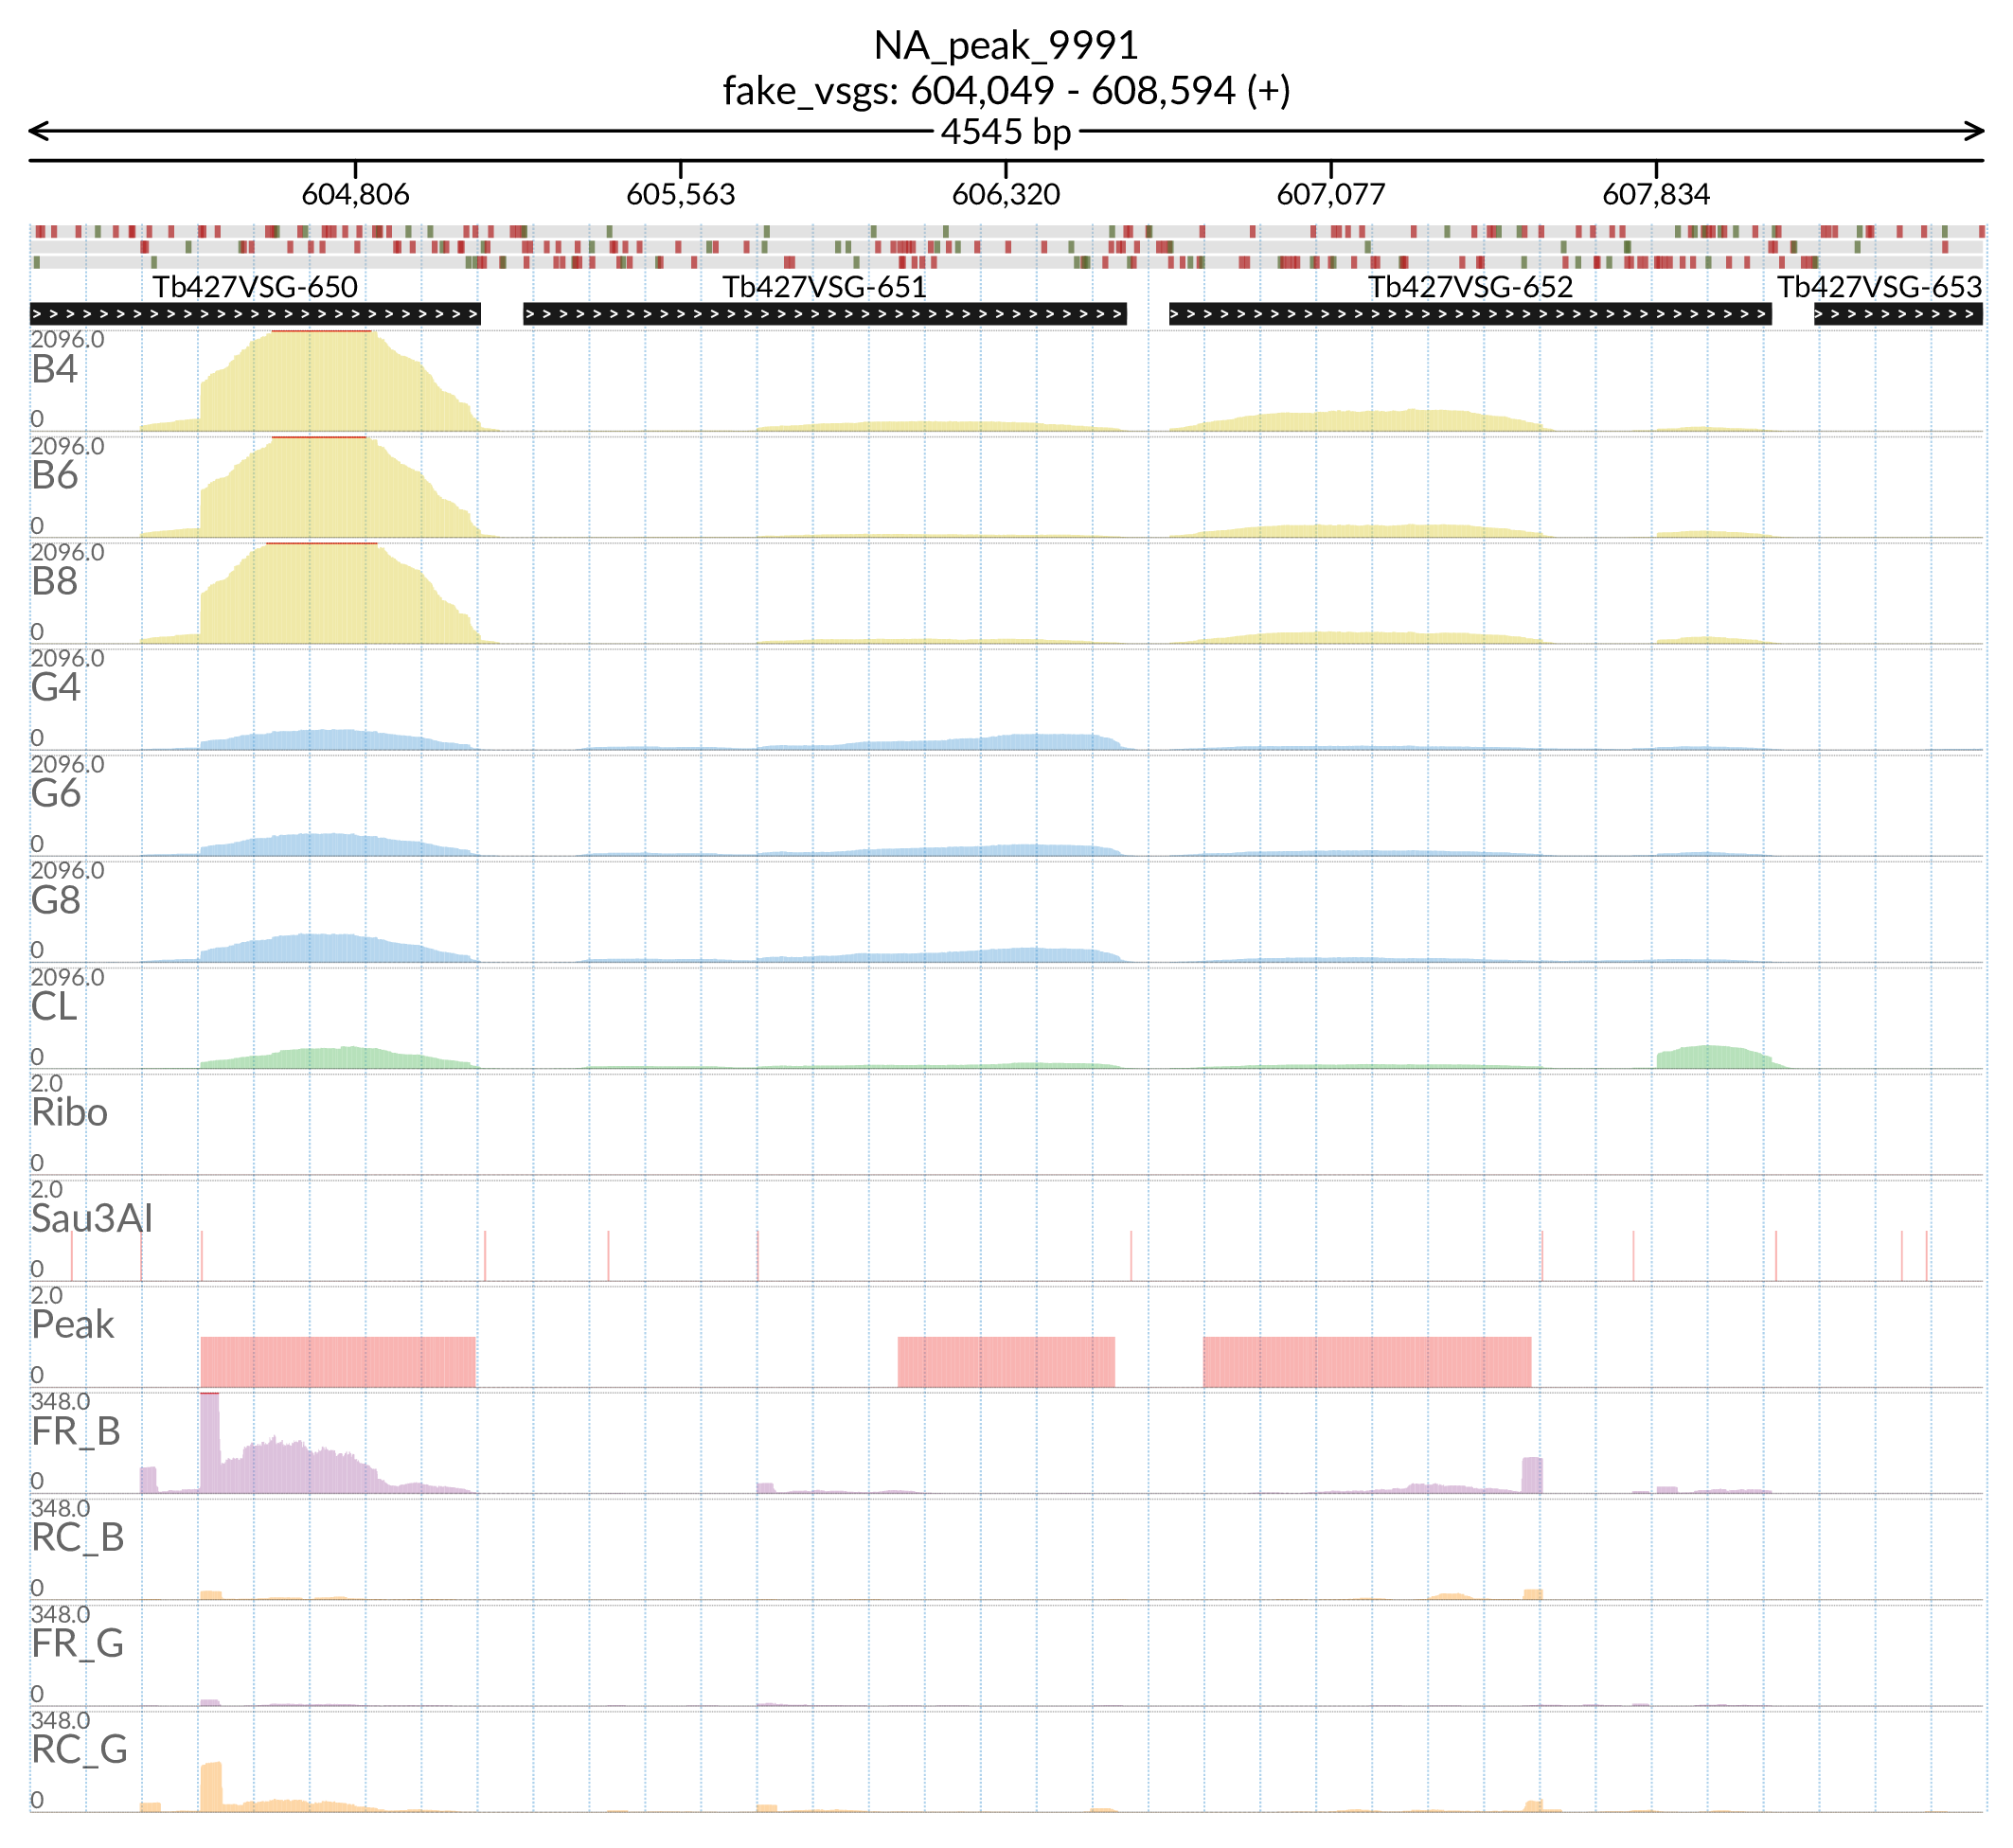 NA_peak_9991
fake_vsgs: 604,049 - 608,594 (+)
4545 bp
604,806 605,563 606,320 607,077 607,834
Tb427VSG-650 Tb427VSG-651 Tb427VSG-652 Tb427VSG-653
2096.0
B4
0
2096.0
B6
0
2096.0
B8
0
2096.0
G4
0
2096.0
G6
0
2096.0
G8
0
2096.0
CL
0
2.0
Ribo
0
2.0
Sau3AI
0
2.0
Peak
0
348.0
FR_B
0
348.0
RC_B
0
348.0
FR_G
0
348.0
RC_G
0